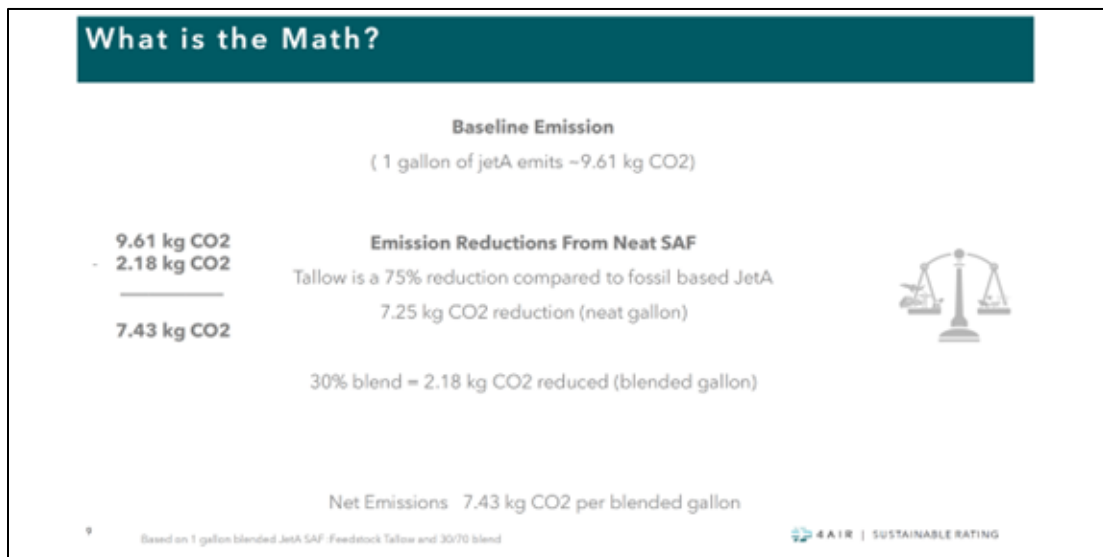 What is the Math?
Baseline Emission
( 1 gallon of jetA emits ~9.61 kg CO2)
9.61 kg CO2
- 2.18 kg CO2
7.43 kg CO2
Emission Reductions From Neat SAF
Tallow is a 75% reduction compared to fossil based JetA
7.25 kg CO2 reduction (neat gallon)
30% blend = 2.18 kg CO2 reduced (blended gallon)
Net Emissions 7.43 kg CO2 per blended gallon
9
Based on 1 gallon blended JetA SAF :Feedstock Tallow and 30/70 blend
4AIR | SUSTAINABLE RATING